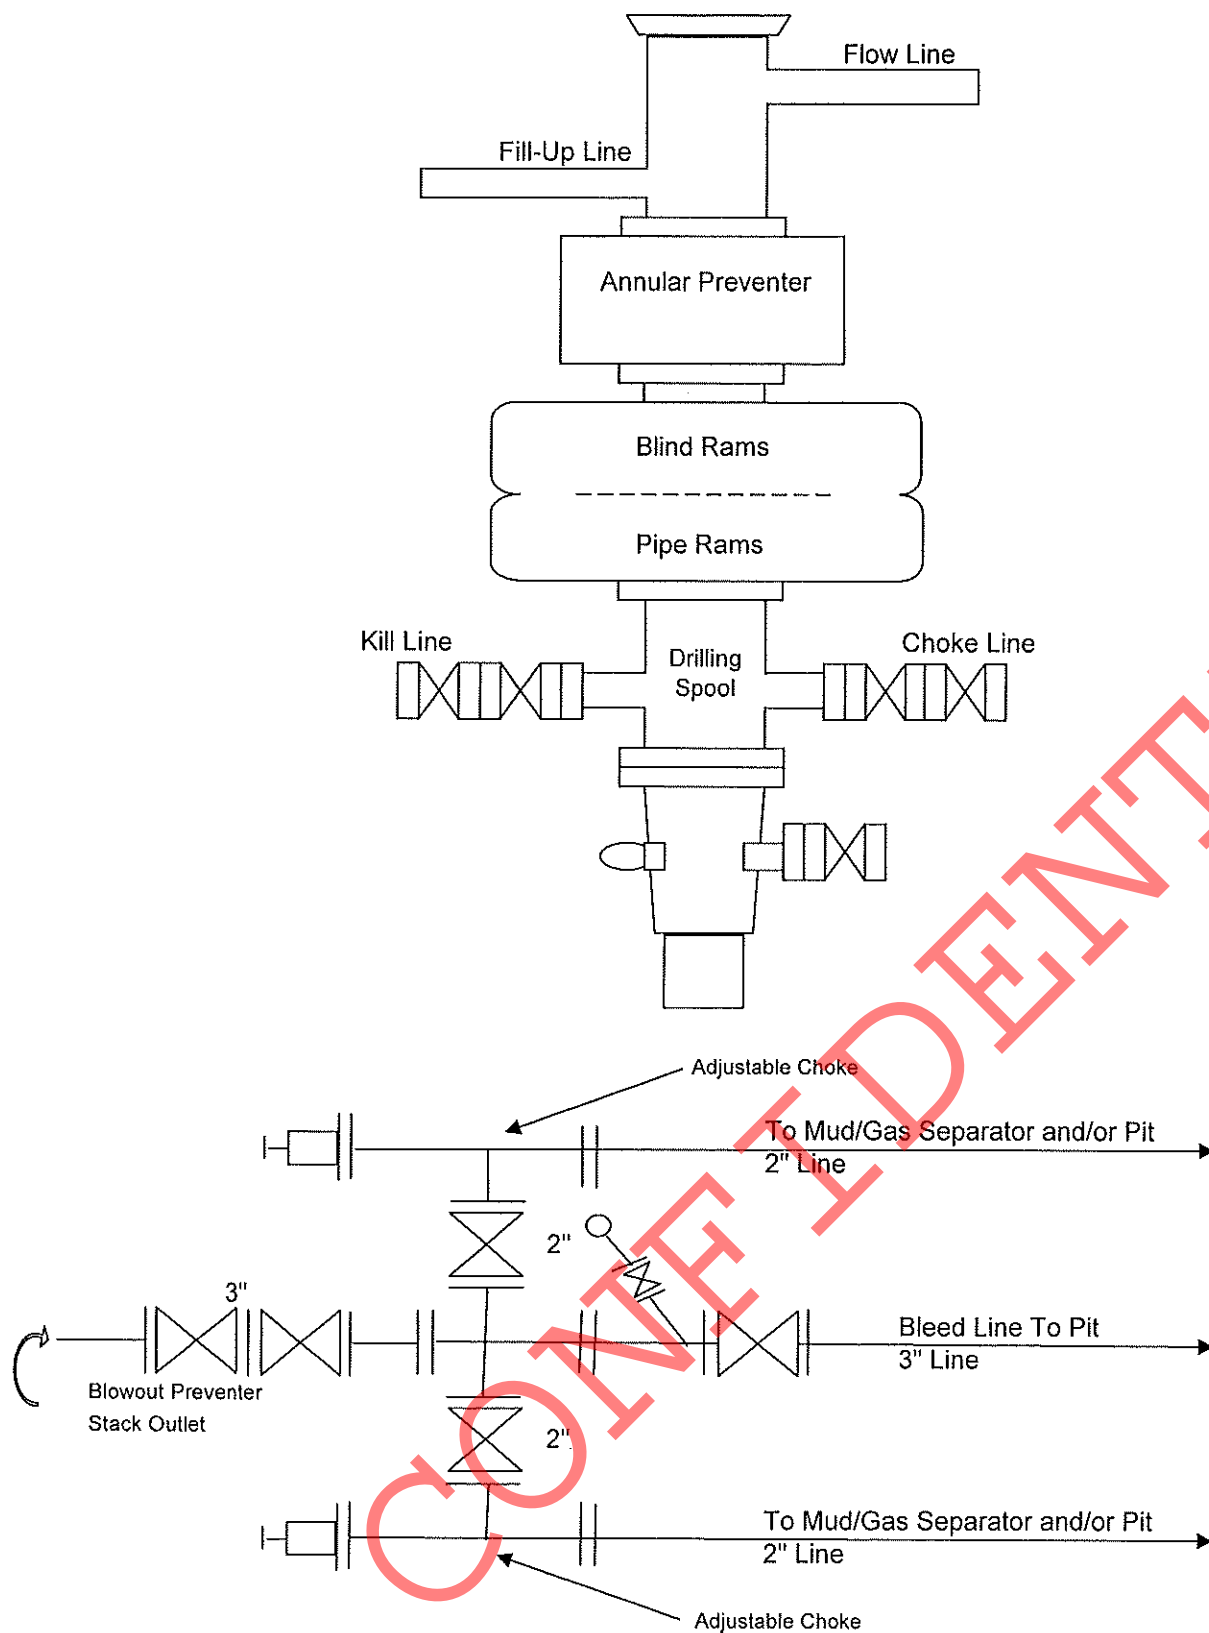 Flow Line
Fill-Up Line
Annular Preventer
Blind Rams
Pipe Rams
Kill Line
Drilling
Spool
Choke Line
Adjustable Choke
To Mud/Gas Separator and/or Pit
2" Line
2"
3"
Bleed Line To Pit
3" Line
Blowout Preventer
Stack Outlet
2"
To Mud/Gas Separator and/or Pit
2" Line
Adjustable Choke
CONFIDENT